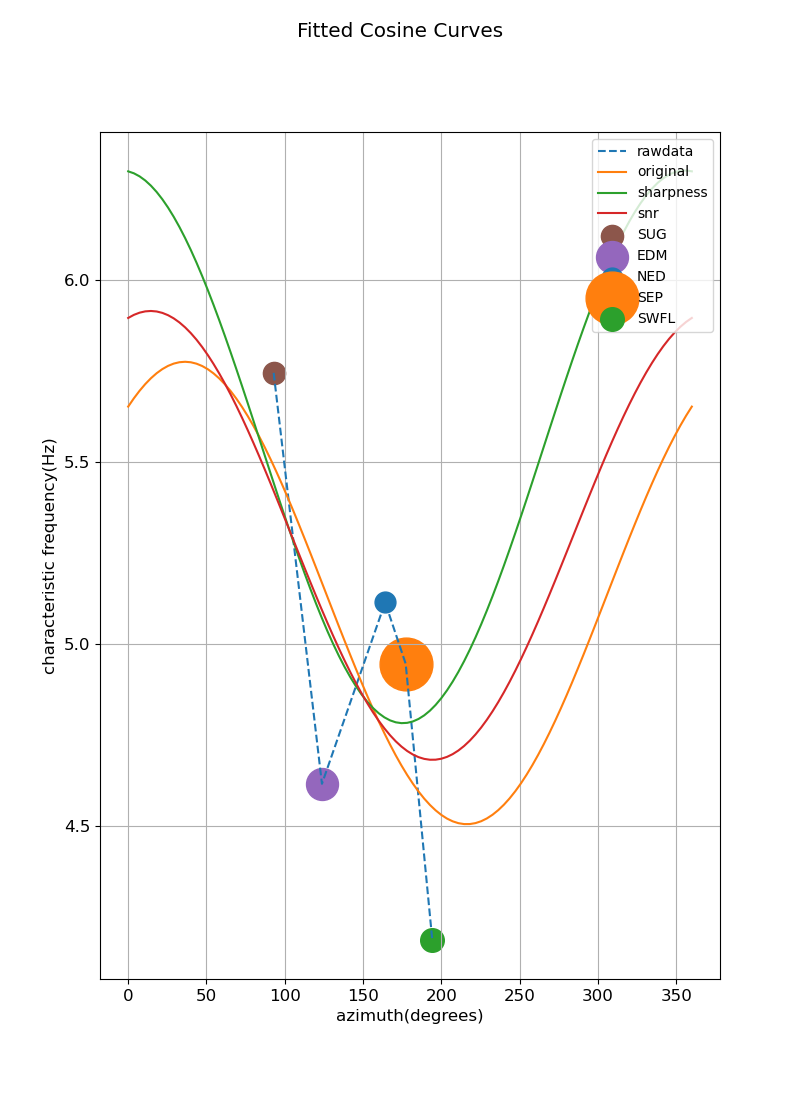 Fitted Cosine Curves
rawdata
original
sharpness
snr
SUG
EDM
NED
SEP
SWFL
6.0
5.5
5.0
4.5
characteristic frequency(Hz)
0 50 100 150 200 250 300 350
azimuth(degrees)